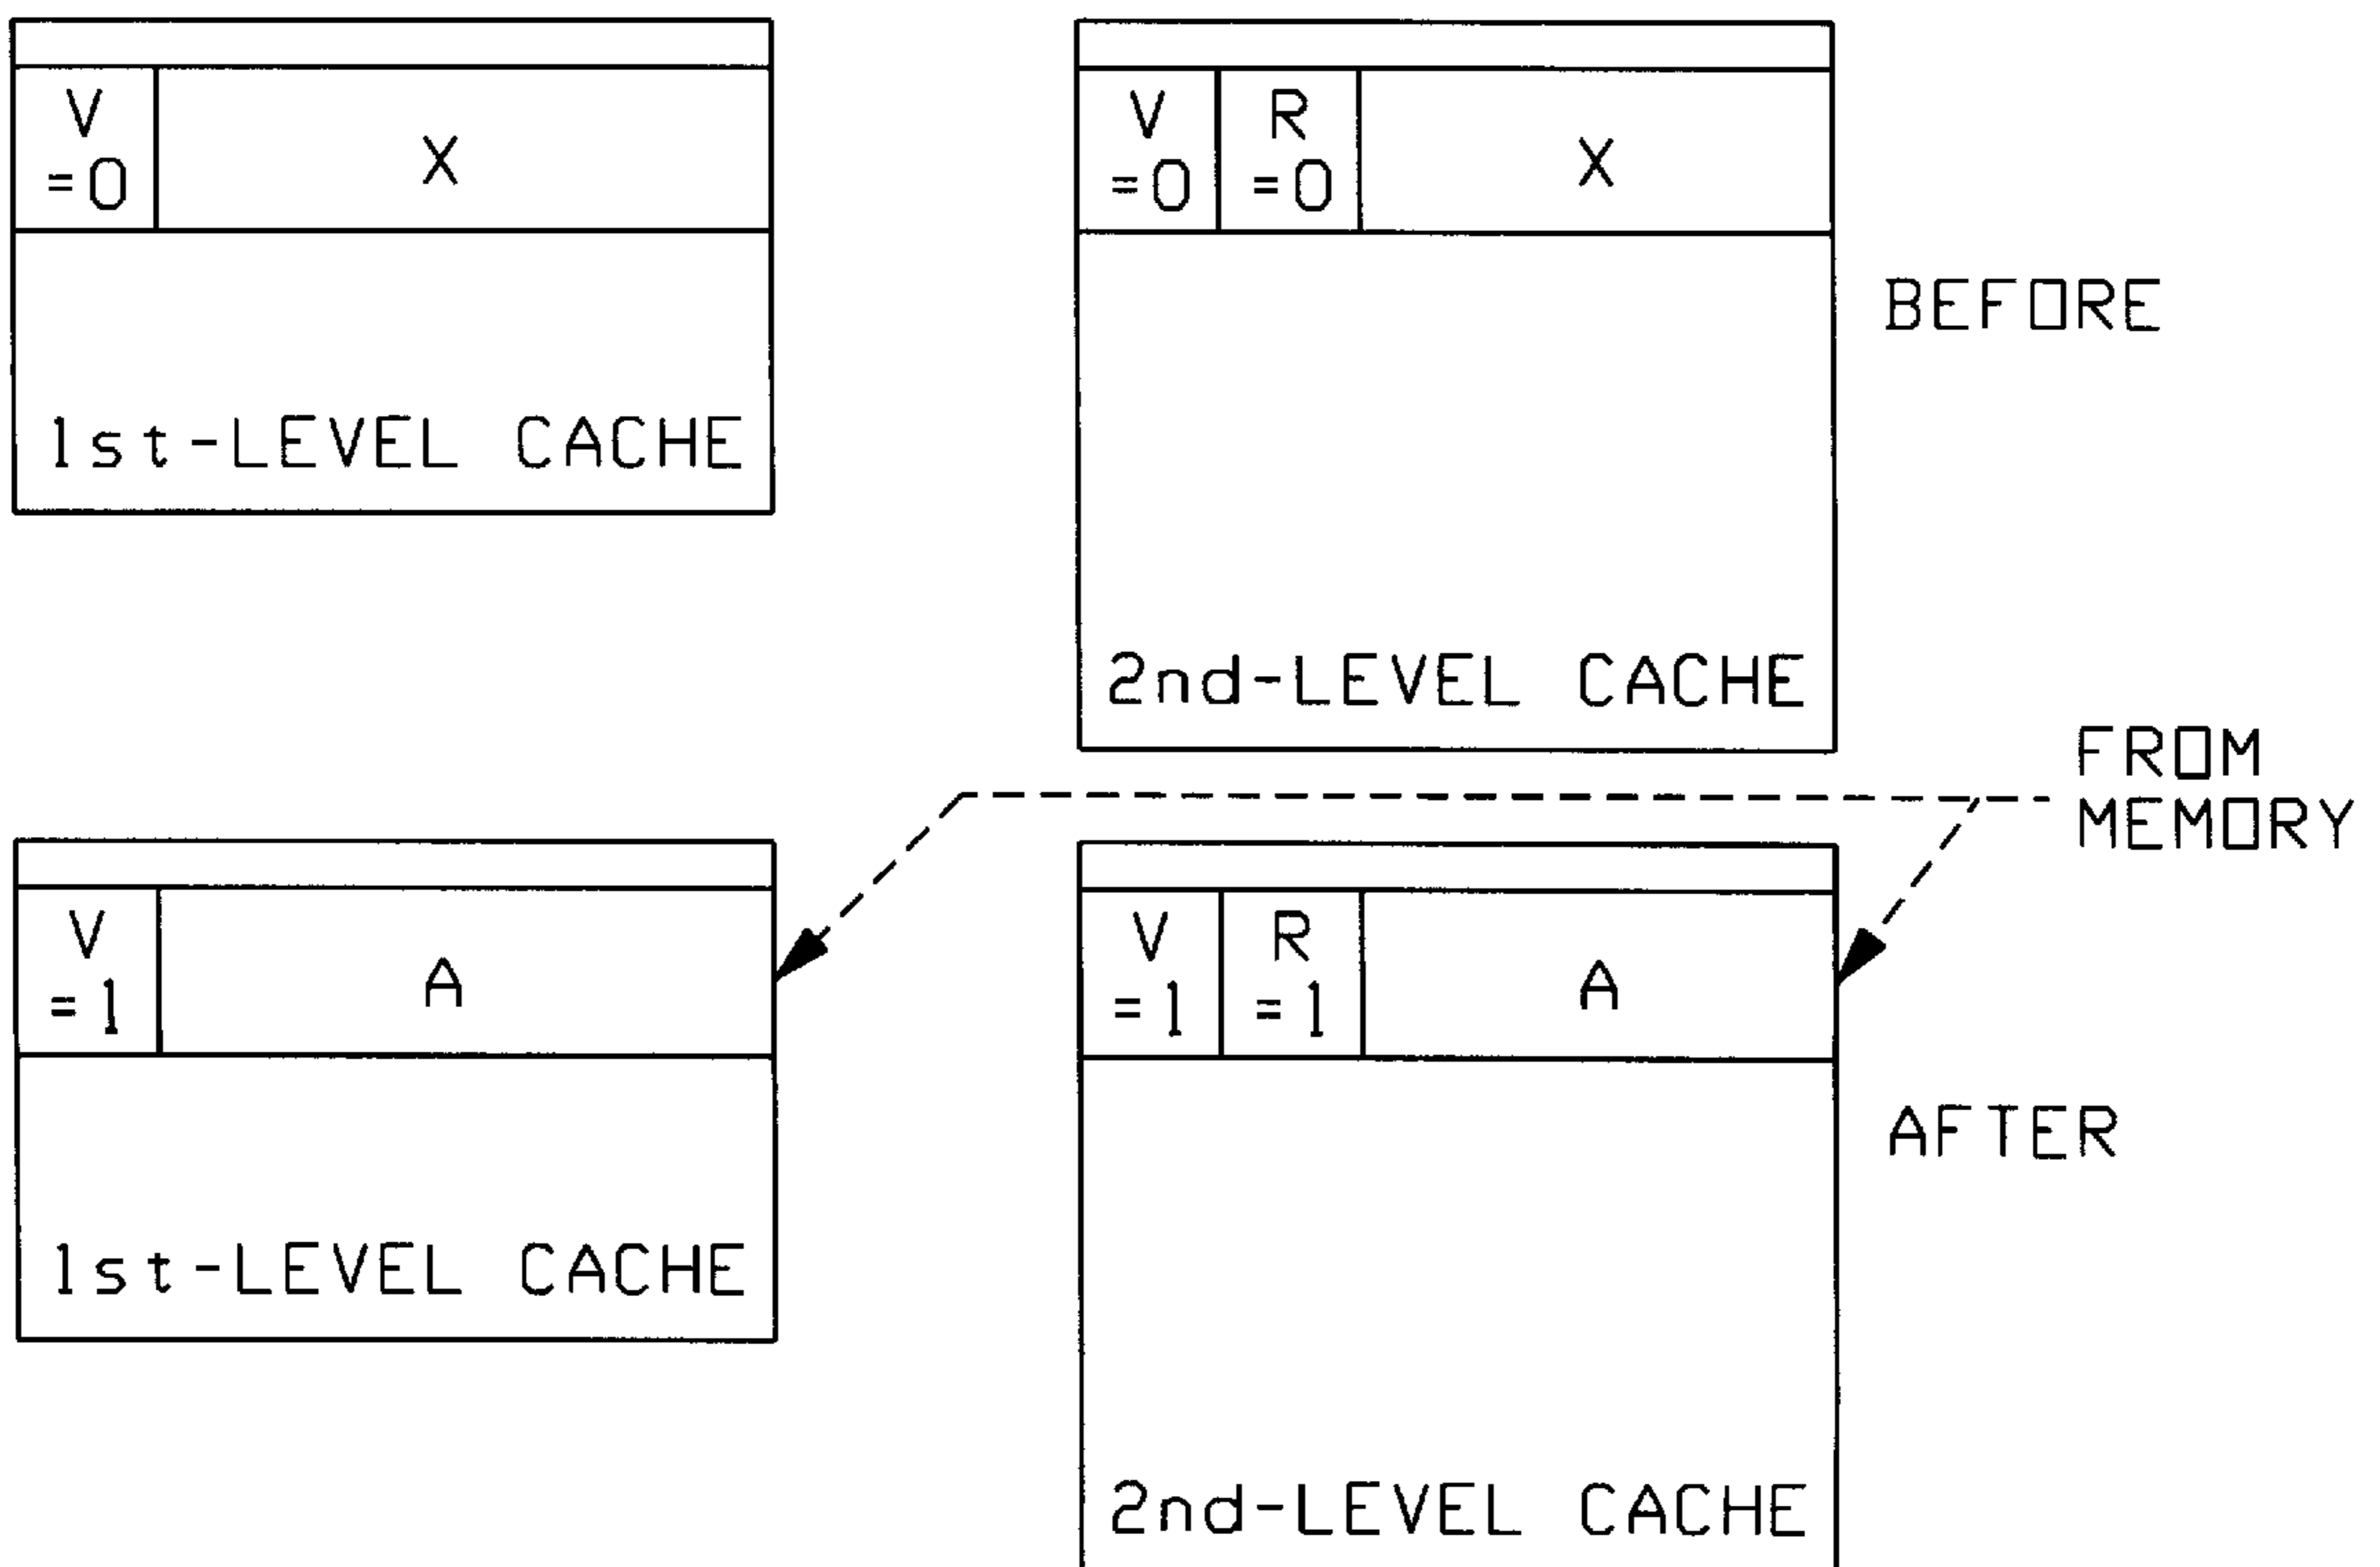 V
=0
X
V
=0
R
=0
X
BEFORE
1st-LEVEL CACHE
2nd-LEVEL CACHE
FROM
MEMORY
V
=1
A
V
=1
R
=1
A
AFTER
1st-LEVEL CACHE
2nd-LEVEL CACHE